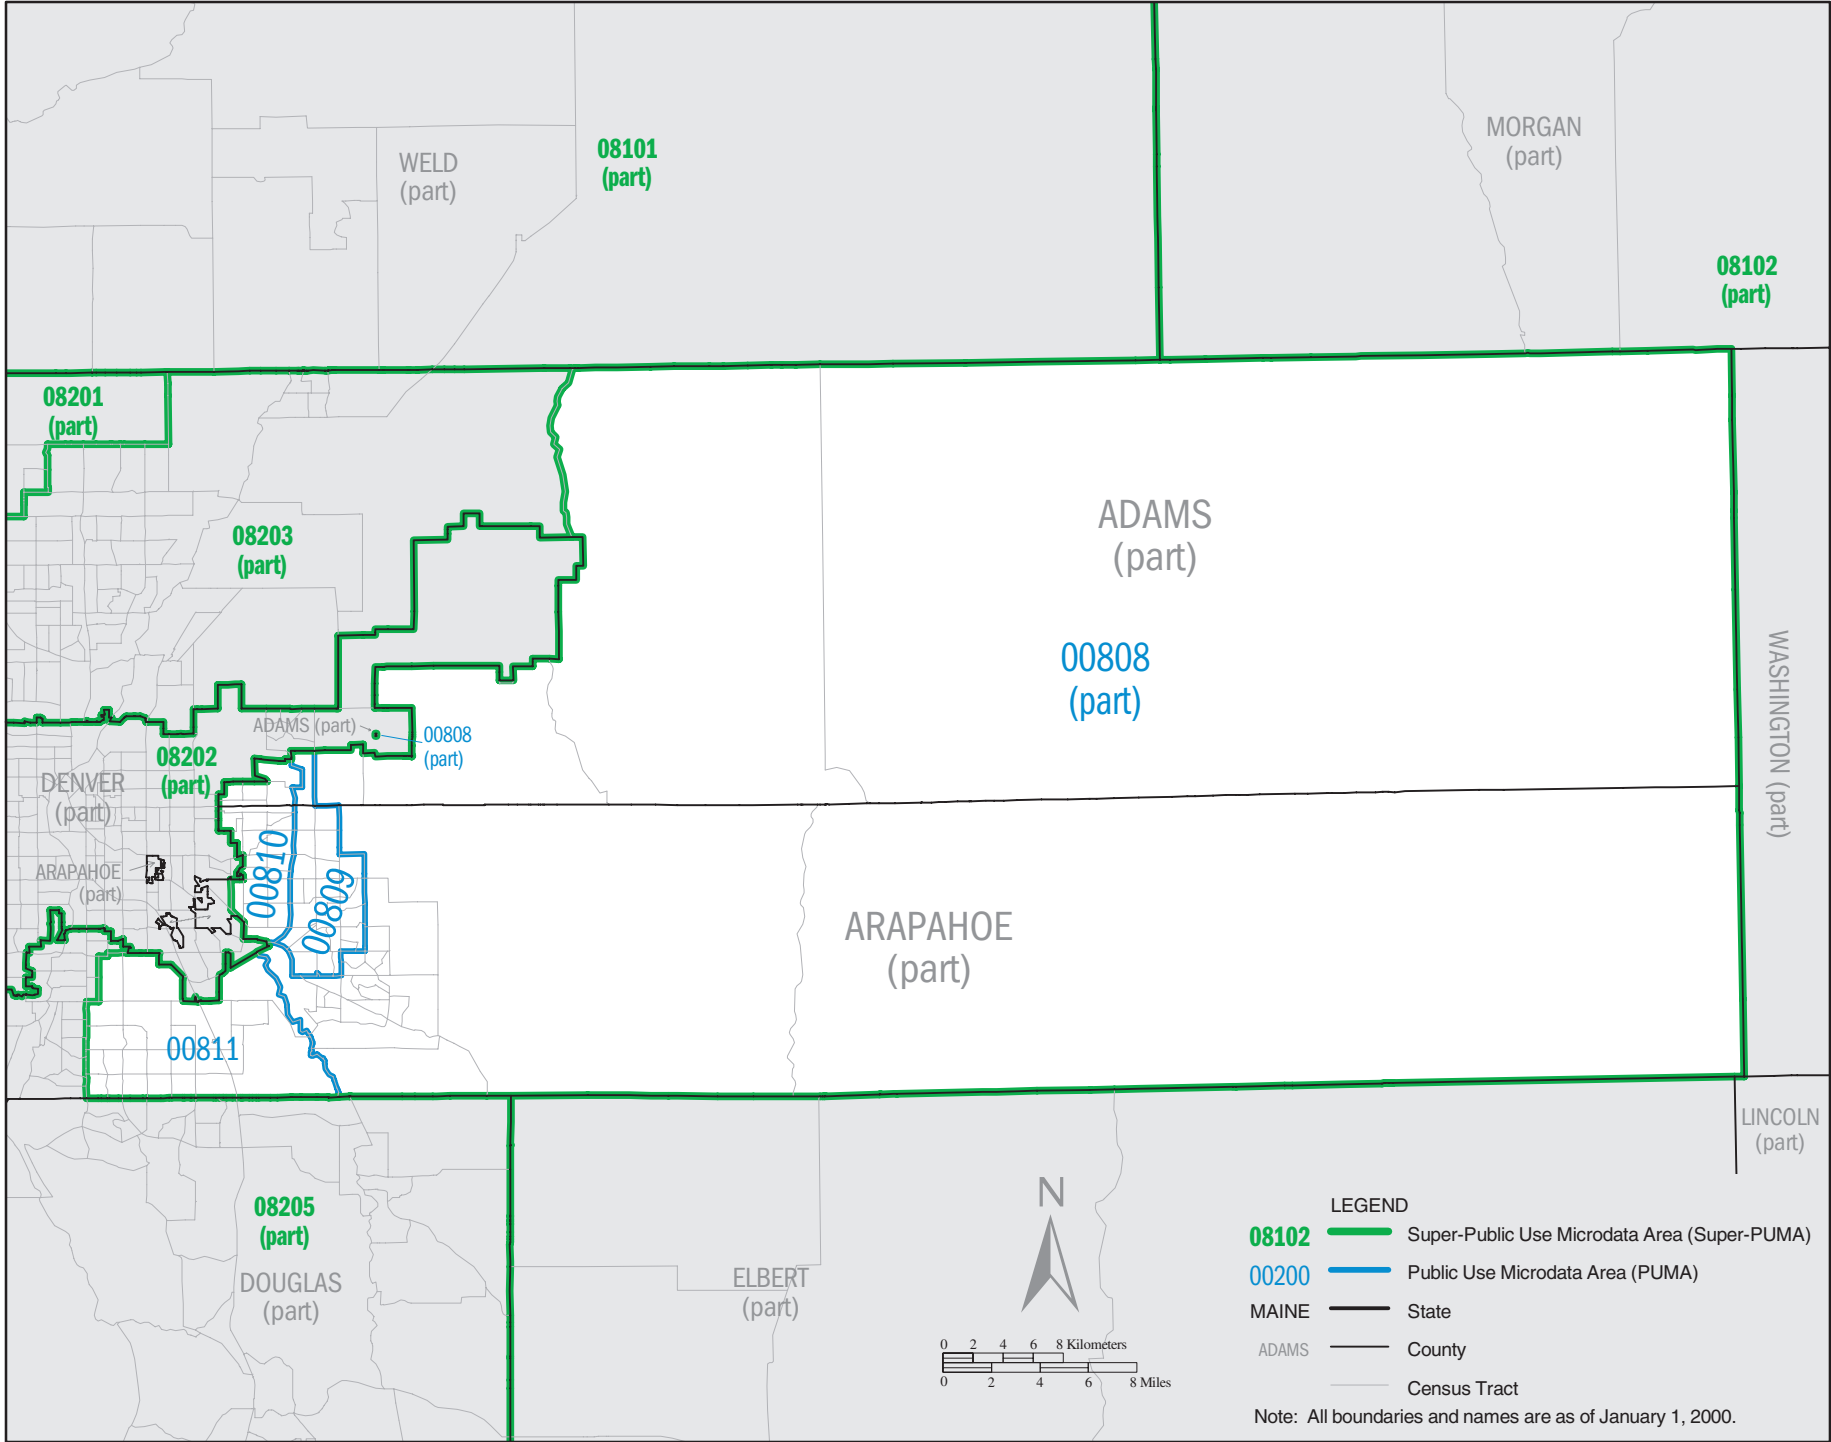 MORGAN
(part)
WELD
(part)
08101
(part)
08102
(part)
08201
(part)
08203
(part)
ADAMS
(part)
00808
(part)
WASHINGTON (part)
ADAMS (part)
00808
(part)
08202
(part)
DENVER
(part)
ARAPAHOE
(part)
00810
00809
ARAPAHOE
(part)
00811
LINCOLN
(part)
08205
(part)
DOUGLAS
(part)
ELBERT
(part)
N
0 2 4 6 8 Kilometers
0 2 4 6 8 Miles
LEGEND
08102 Super-Public Use Microdata Area (Super-PUMA)
00200 Public Use Microdata Area (PUMA)
MAINE State
ADAMS County
Census Tract
Note: All boundaries and names are as of January 1, 2000.